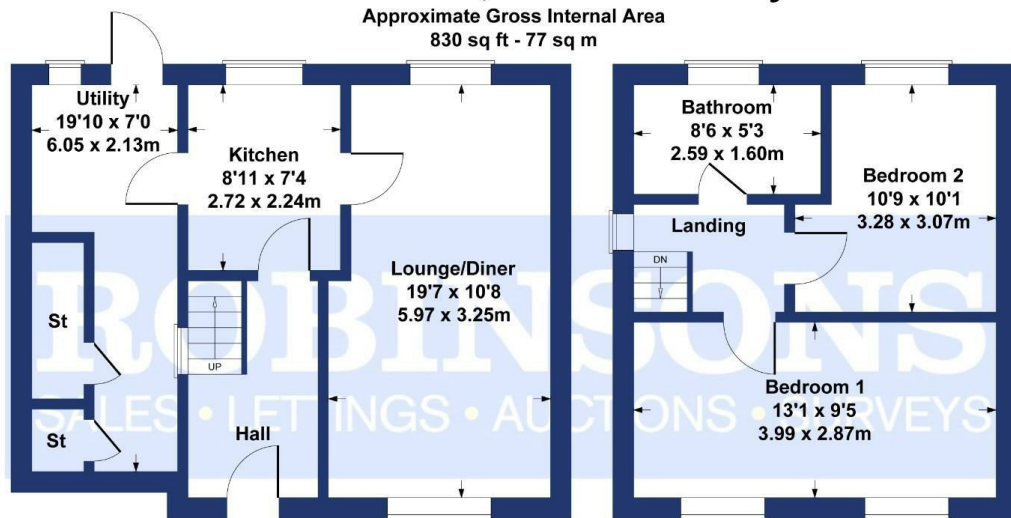 Approximate Gross Internal Area
830 sq ft - 77 sq m
Utility
19'10 x 7'0
6.05 x 2.13m
Kitchen
8'11 x 7'4
2.72 x 2.24m
Lounge/Diner
19'7 x 10'8
5.97 x 3.25m
St
St
UP
Hall
Bathroom
8'6 x 5'3
2.59 x 1.60m
Bedroom 2
10'9 x 10'1
3.28 x 3.07m
Landing
DN
Bedroom 1
13'1 x 9'5
3.99 x 2.87m
ROBINSONS
SALES • LETTINGS • AUCTIONS • SURVEYS